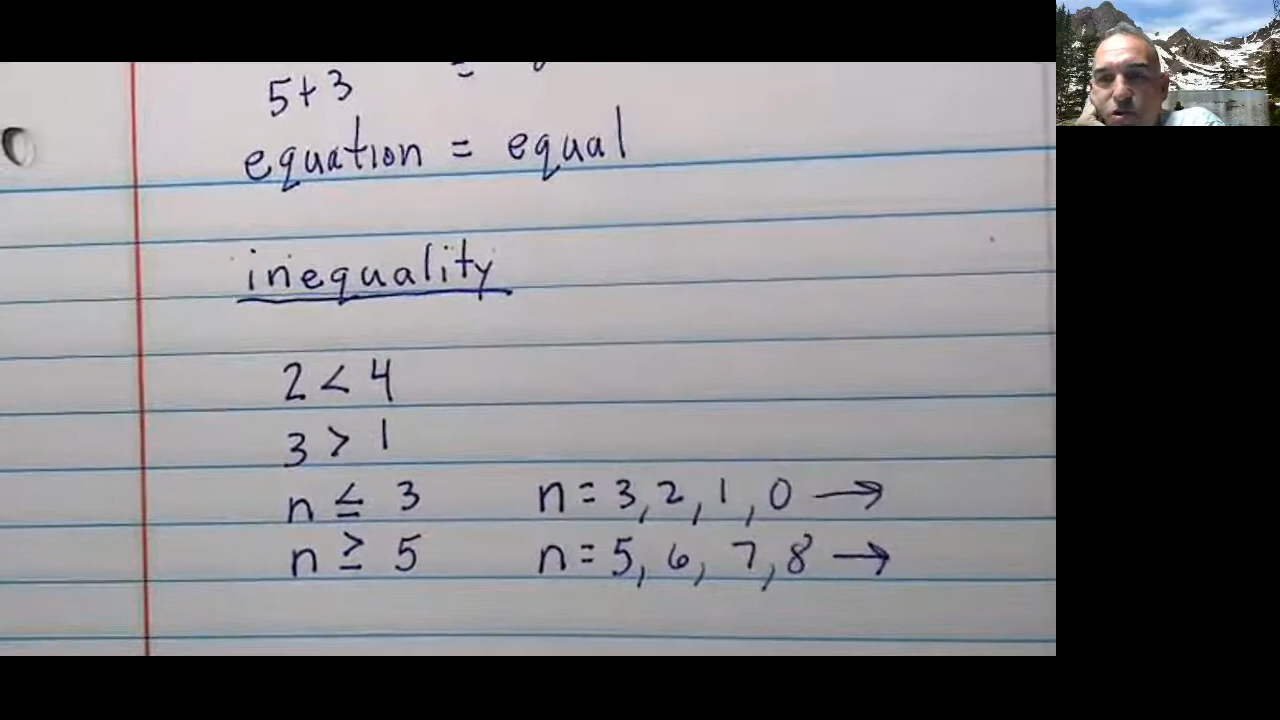 5+3 =
equation = equal
inequality
2 < 4
3 > 1
n ≤ 3 n = 3, 2, 1, 0 →
n ≥ 5 n = 5, 6, 7, 8 →